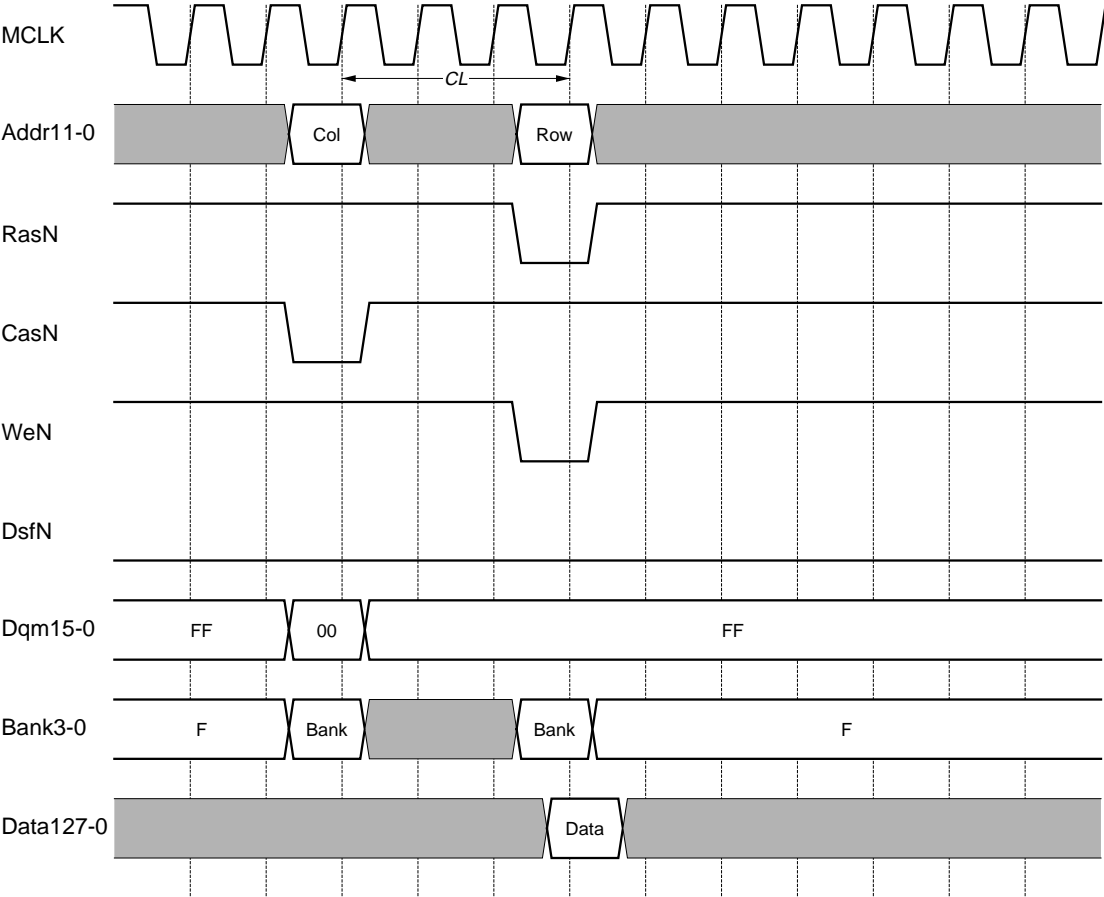 MCLK
CL
Addr11-0 Col Row
RasN
CasN
WeN
DsfN
Dqm15-0 FF 00 FF
Bank3-0 F Bank Bank F
Data127-0 Data